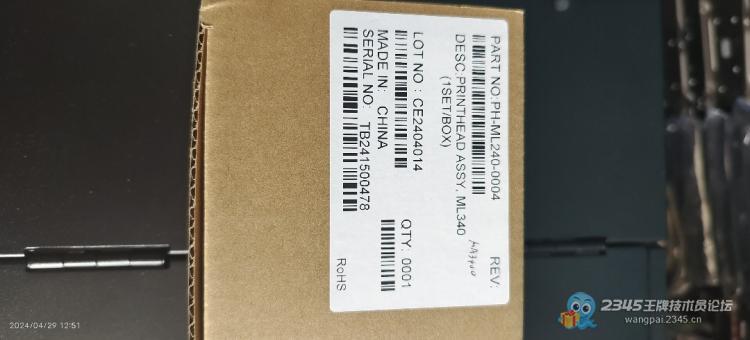 PART NO:PH-ML240-0004
REV:
DESC:PRINTHEAD ASSY, ML340
(1SET/BOX)
LOT NO : CE2404014
QTY: 0001
MADE IN: CHINA
SERIAL NO: TB241500478
RoHS
2024/04/29 12:51
2345王牌技术员论坛
wangpai.2345.cn